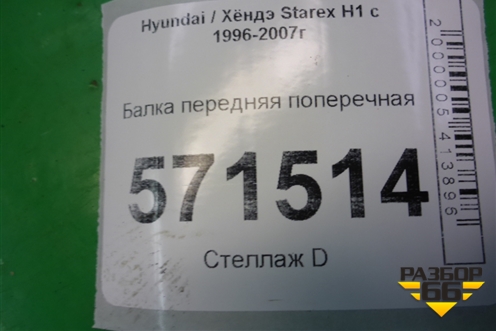 Hyundai / Хёндэ Starex H1 с
1996-2007г
Балка передняя поперечная
571514
Стеллаж D
2000005413896
РАЗБОР
66